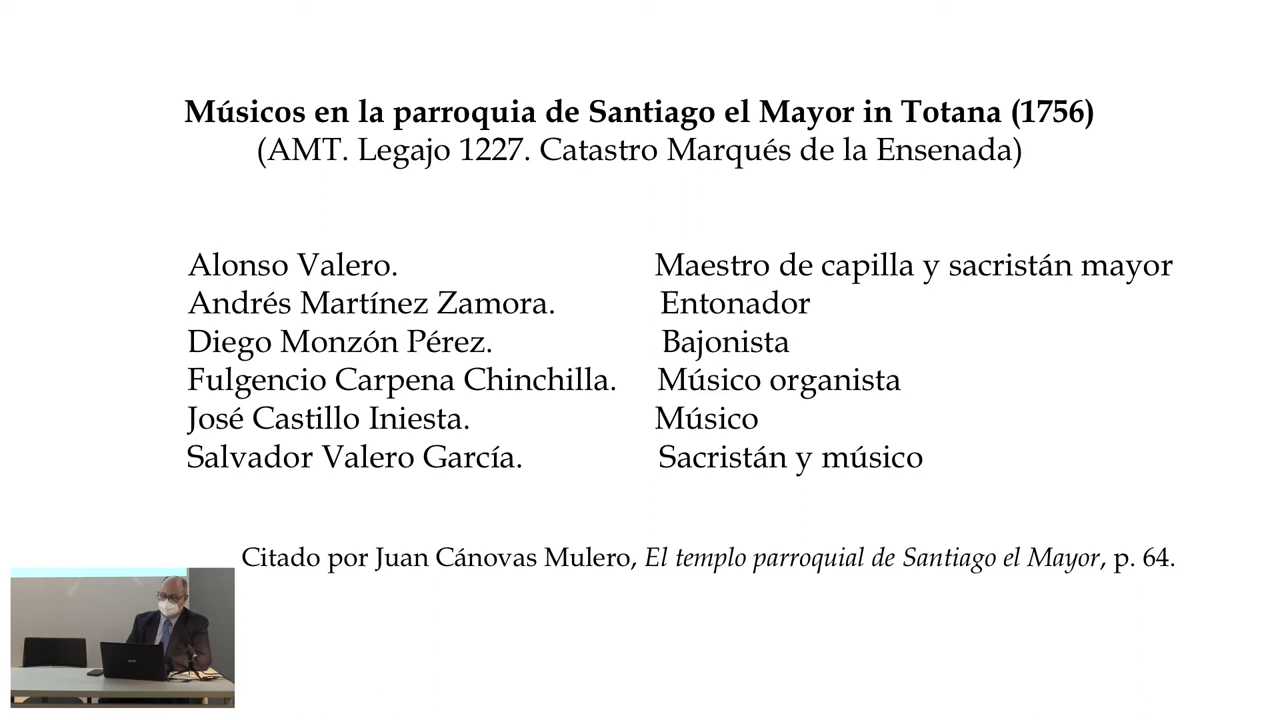 Músicos en la parroquia de Santiago el Mayor in Totana (1756)
(AMT. Legajo 1227. Catastro Marqués de la Ensenada)
Alonso Valero. Maestro de capilla y sacristán mayor
Andrés Martínez Zamora. Entonador
Diego Monzón Pérez. Bajonista
Fulgencio Carpena Chinchilla. Músico organista
José Castillo Iniesta. Músico
Salvador Valero García. Sacristán y músico
Citado por Juan Cánovas Mulero, El templo parroquial de Santiago el Mayor, p. 64.